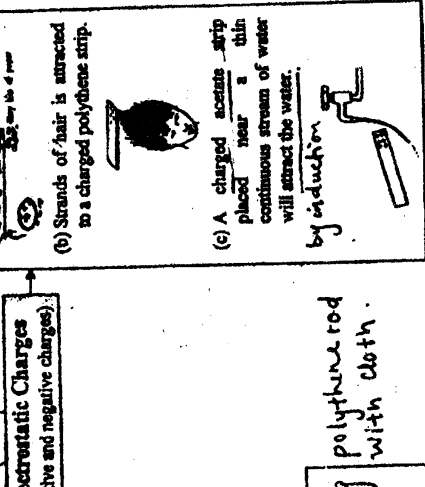 (b) Strands of hair is attracted
to a charged polythene strip.
(c) A charged acetate strip
placed near a thin
continuous stream of water
will attract the water.
by induction
ctrostatic Charges
ive and negative charges)
polythene rod
with cloth.